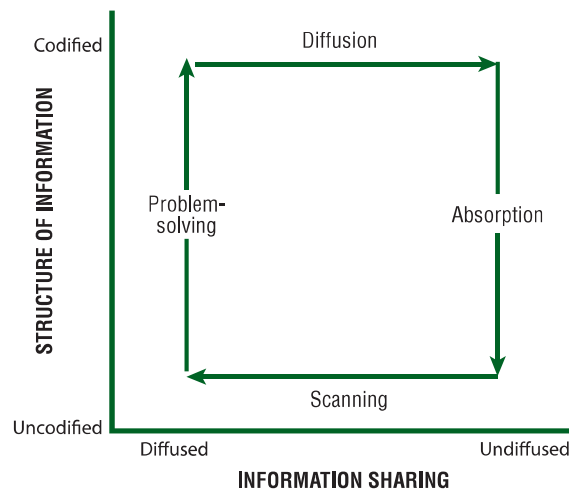 Codified
Diffusion
STRUCTURE OF INFORMATION
Problem-
solving
Absorption
Scanning
Uncodified
Diffused
Undiffused
INFORMATION SHARING